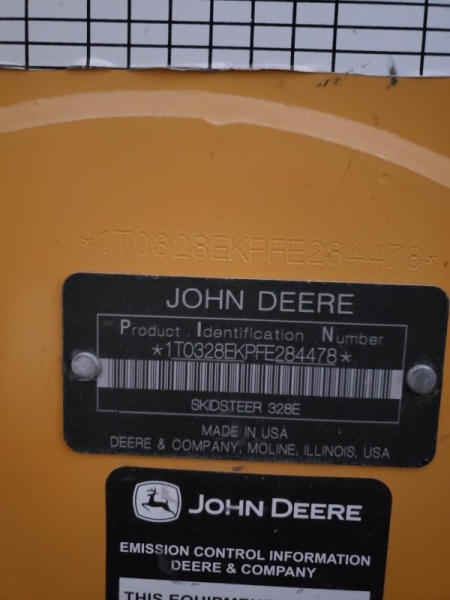 *1T0328EKPFE284478*
JOHN DEERE
Product Identification Number
*1T0328EKPFE284478*
SKIDSTEER 328E
MADE IN USA
DEERE & COMPANY, MOLINE, ILLINOIS, USA
JOHN DEERE
EMISSION CONTROL INFORMATION
DEERE & COMPANY